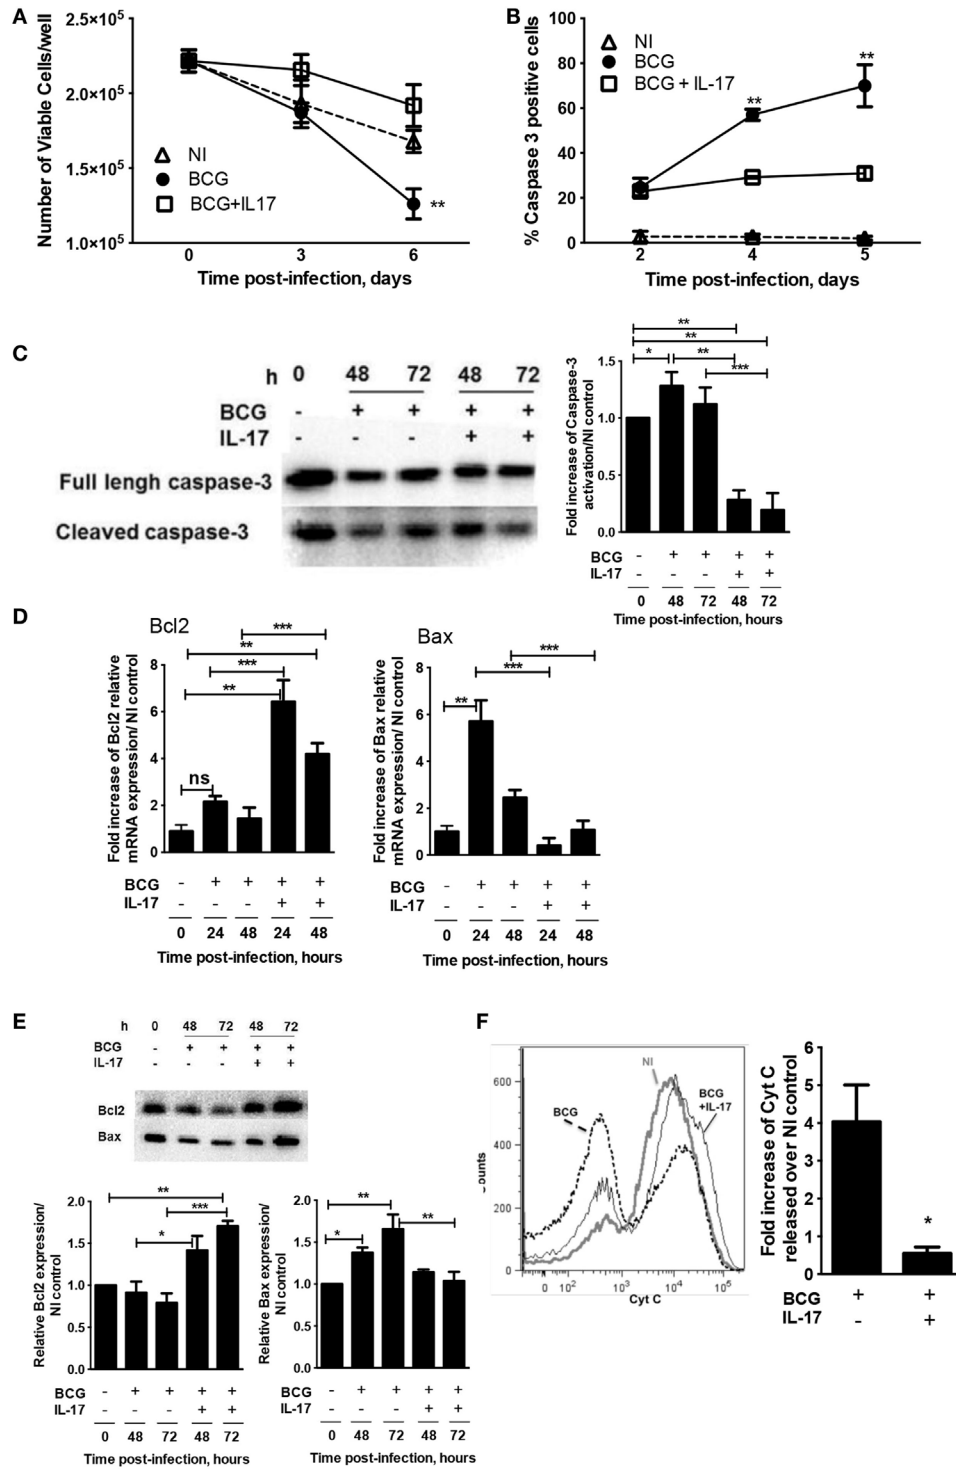 A
2.5×10⁵
2.0×10⁵
1.5×10⁵
1.0×10⁵
Number of Viable Cells/well
NI
BCG
BCG+IL17
**
0 3 6
Time post-infection, days
B
100
80
60
40
20
0
% Caspase 3 positive cells
NI
BCG
BCG + IL-17
**
**
2 4 5
Time post-infection, days
C
h 0 48 72 48 72
BCG - + + + +
IL-17 - - - + +
Full lengh caspase-3
Cleaved caspase-3
Fold increase of Caspase-3
activation/NI control
1.5
1.0
0.5
0.0
**
**
* **
***
BCG - + + + +
IL-17 - - - + +
0 48 72 48 72
Time post-infection, hours
D
Bcl2
Fold increase of Bcl2 relative
mRNA expression/ NI control
8
6
4
2
0
***
**
***
**
ns
BCG - + + + +
IL-17 - - - + +
0 24 48 24 48
Time post-infection, hours
Bax
Fold increase of Bax relative
mRNA expression/ NI control
8
6
4
2
0
***
***
**
BCG - + + + +
IL-17 - - - + +
0 24 48 24 48
Time post-infection, hours
E
h 0 48 72 48 72
BCG - + + + +
IL-17 - - - + +
Bcl2
Bax
Relative Bcl2 expression/
NI control
2.0
1.5
1.0
0.5
0.0
**
***
*
BCG - + + + +
IL-17 - - - + +
0 48 72 48 72
Time post-infection, hours
Relative Bax expression/
NI control
2.0
1.5
1.0
0.5
0.0
**
* **
BCG - + + + +
IL-17 - - - + +
0 48 72 48 72
Time post-infection, hours
F
600
400
200
0
NI
BCG
BCG
+IL-17
0 10² 10³ 10⁴ 10⁵
Cyt C
Fold increase of Cyt C
released over NI control
6
5
4
3
2
1
0
*
BCG + +
IL-17 - +